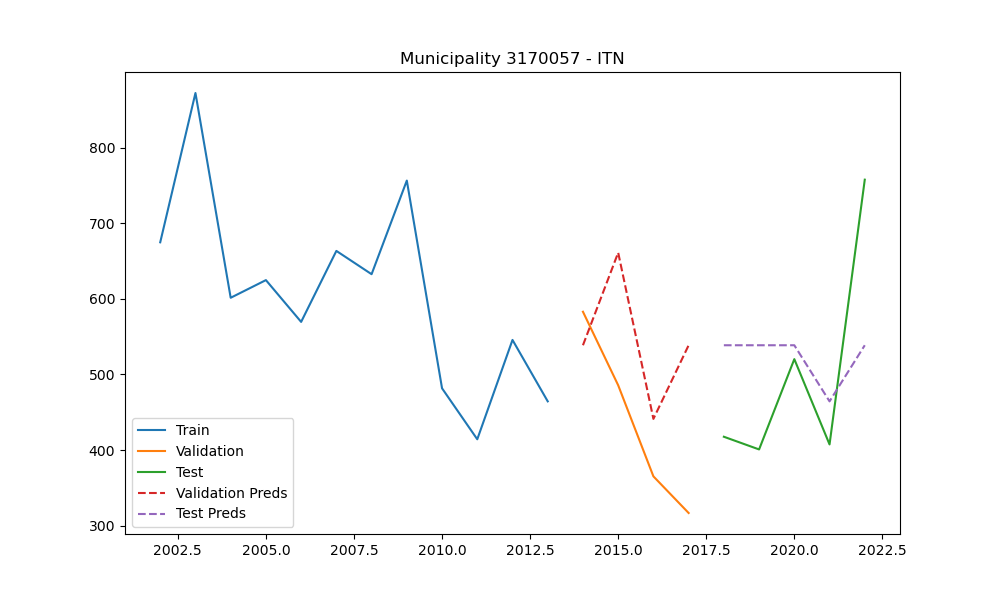 Municipality 3170057 - ITN
800
700
600
500
400
300
Train
Validation
Test
Validation Preds
Test Preds
2002.5 2005.0 2007.5 2010.0 2012.5 2015.0 2017.5 2020.0 2022.5